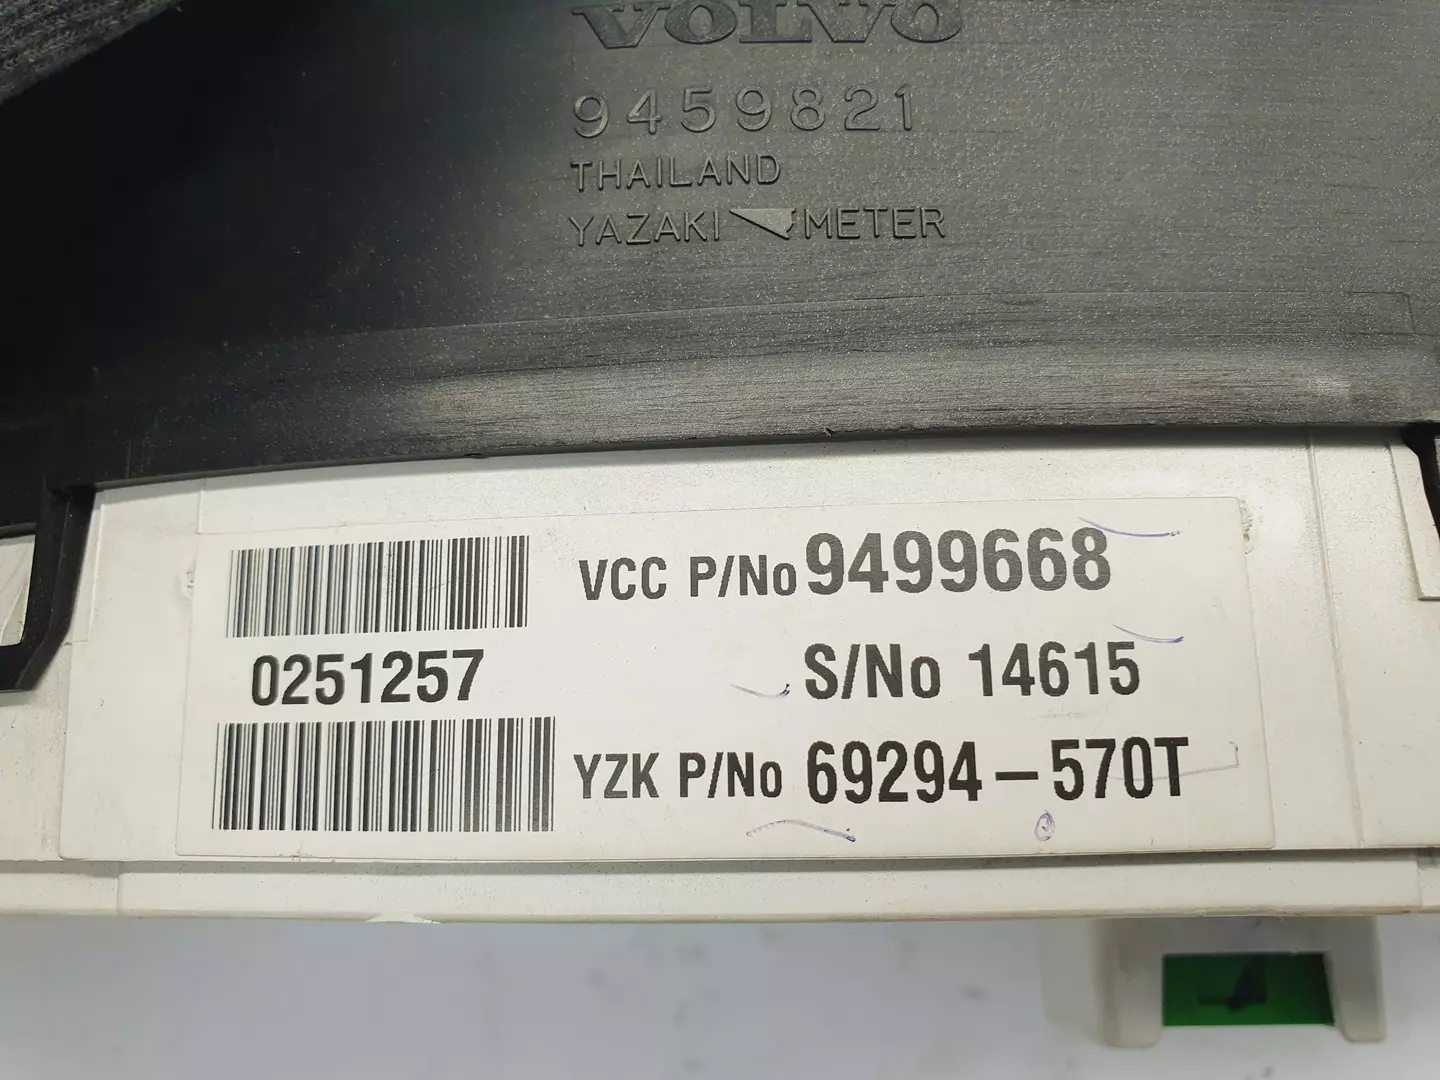 VOLVO
9459821
THAILAND
YAZAKI METER
VCC P/No 9499668
0251257
S/No 14615
YZK P/No 69294-570T